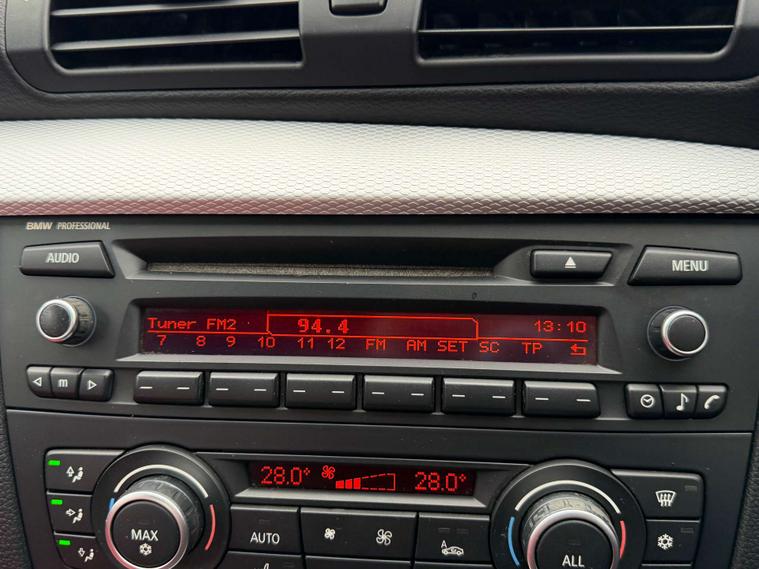 BMW PROFESSIONAL
AUDIO
MENU
Tuner FM2 94.4 13:10
7 8 9 10 11 12 FM AM SET SC TP
m
28.0° 28.0°
MAX
AUTO
A
ALL